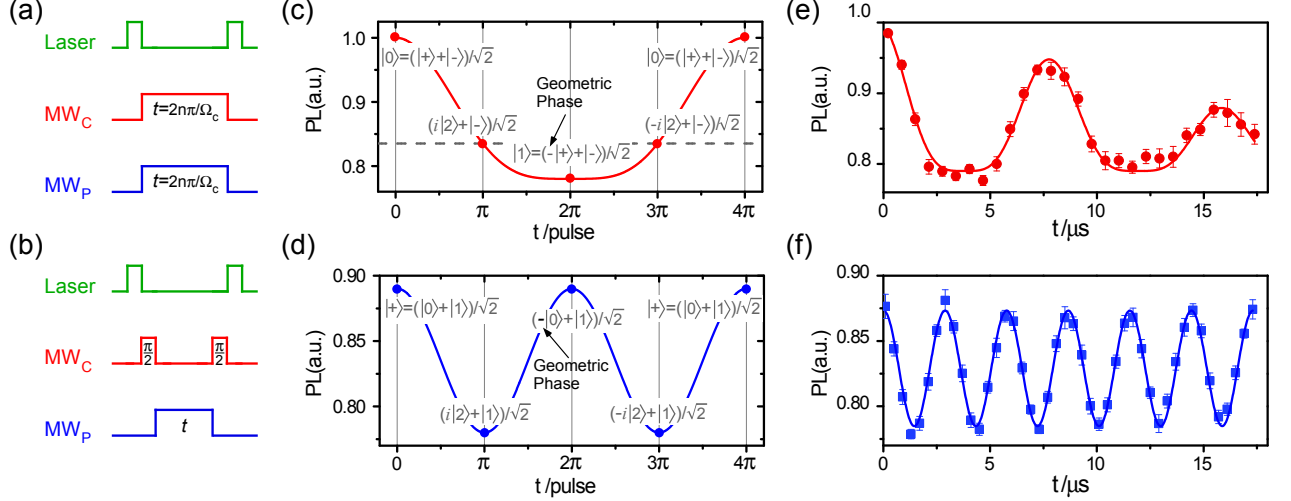 (a)
Laser
MW_C t=2nπ/Ω_c
MW_P t=2nπ/Ω_c
(b)
Laser
MW_C π/2 π/2
MW_P t
(c)
PL(a.u.)
1.0
0.9
0.8
|0⟩=(|+⟩+|-⟩)/√2 |0⟩=(|+⟩+|-⟩)/√2
Geometric
Phase
(i|2⟩+|-⟩)/√2 (-i|2⟩+|-⟩)/√2
|1⟩=(-|+⟩+|-⟩)/√2
0 π 2π 3π 4π
t /pulse
(d)
PL(a.u.)
0.90
0.85
0.80
|+⟩=(|0⟩+|1⟩)/√2 (-|0⟩+|1⟩)/√2 |+⟩=(|0⟩+|1⟩)/√2
Geometric
Phase
(i|2⟩+|1⟩)/√2 (-i|2⟩+|1⟩)/√2
0 π 2π 3π 4π
t /pulse
(e)
PL(a.u.)
1.0
0.9
0.8
0 5 10 15
t/μs
(f)
PL(a.u.)
0.90
0.85
0.80
0 5 10 15
t/μs